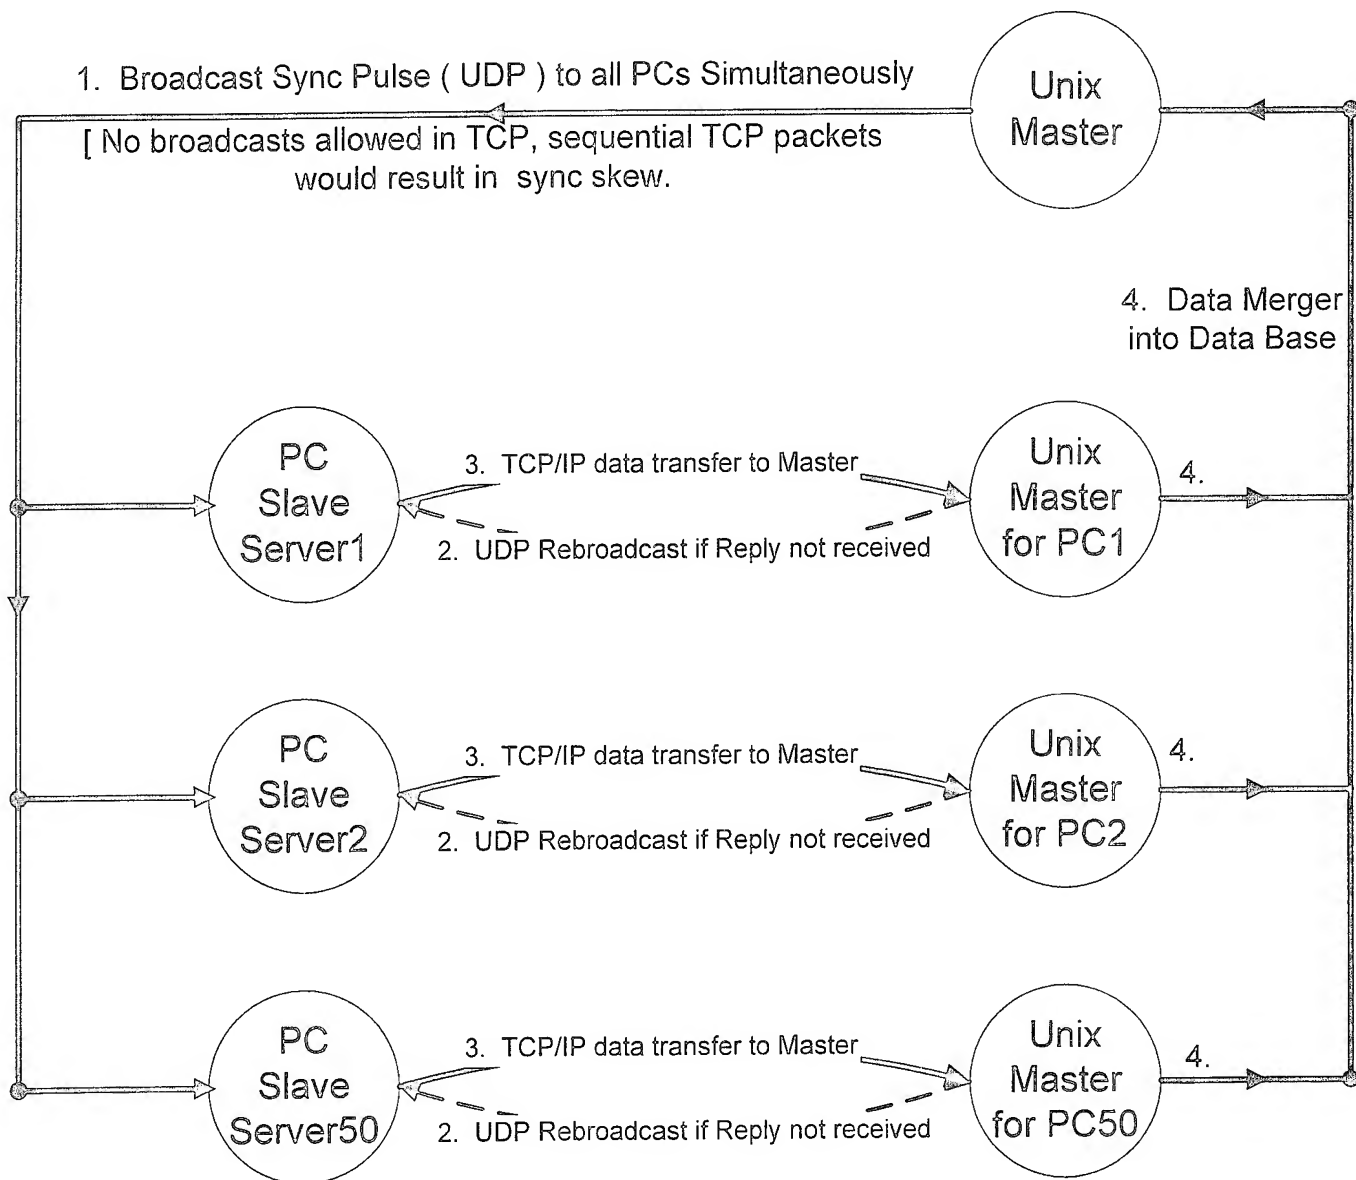 1. Broadcast Sync Pulse ( UDP ) to all PCs Simultaneously
[ No broadcasts allowed in TCP, sequential TCP packets
would result in sync skew.
Unix
Master
4. Data Merger
into Data Base
PC
Slave
Server1
3. TCP/IP data transfer to Master
2. UDP Rebroadcast if Reply not received
Unix
Master
for PC1
4.
PC
Slave
Server2
3. TCP/IP data transfer to Master
2. UDP Rebroadcast if Reply not received
Unix
Master
for PC2
4.
PC
Slave
Server50
3. TCP/IP data transfer to Master
2. UDP Rebroadcast if Reply not received
Unix
Master
for PC50
4.